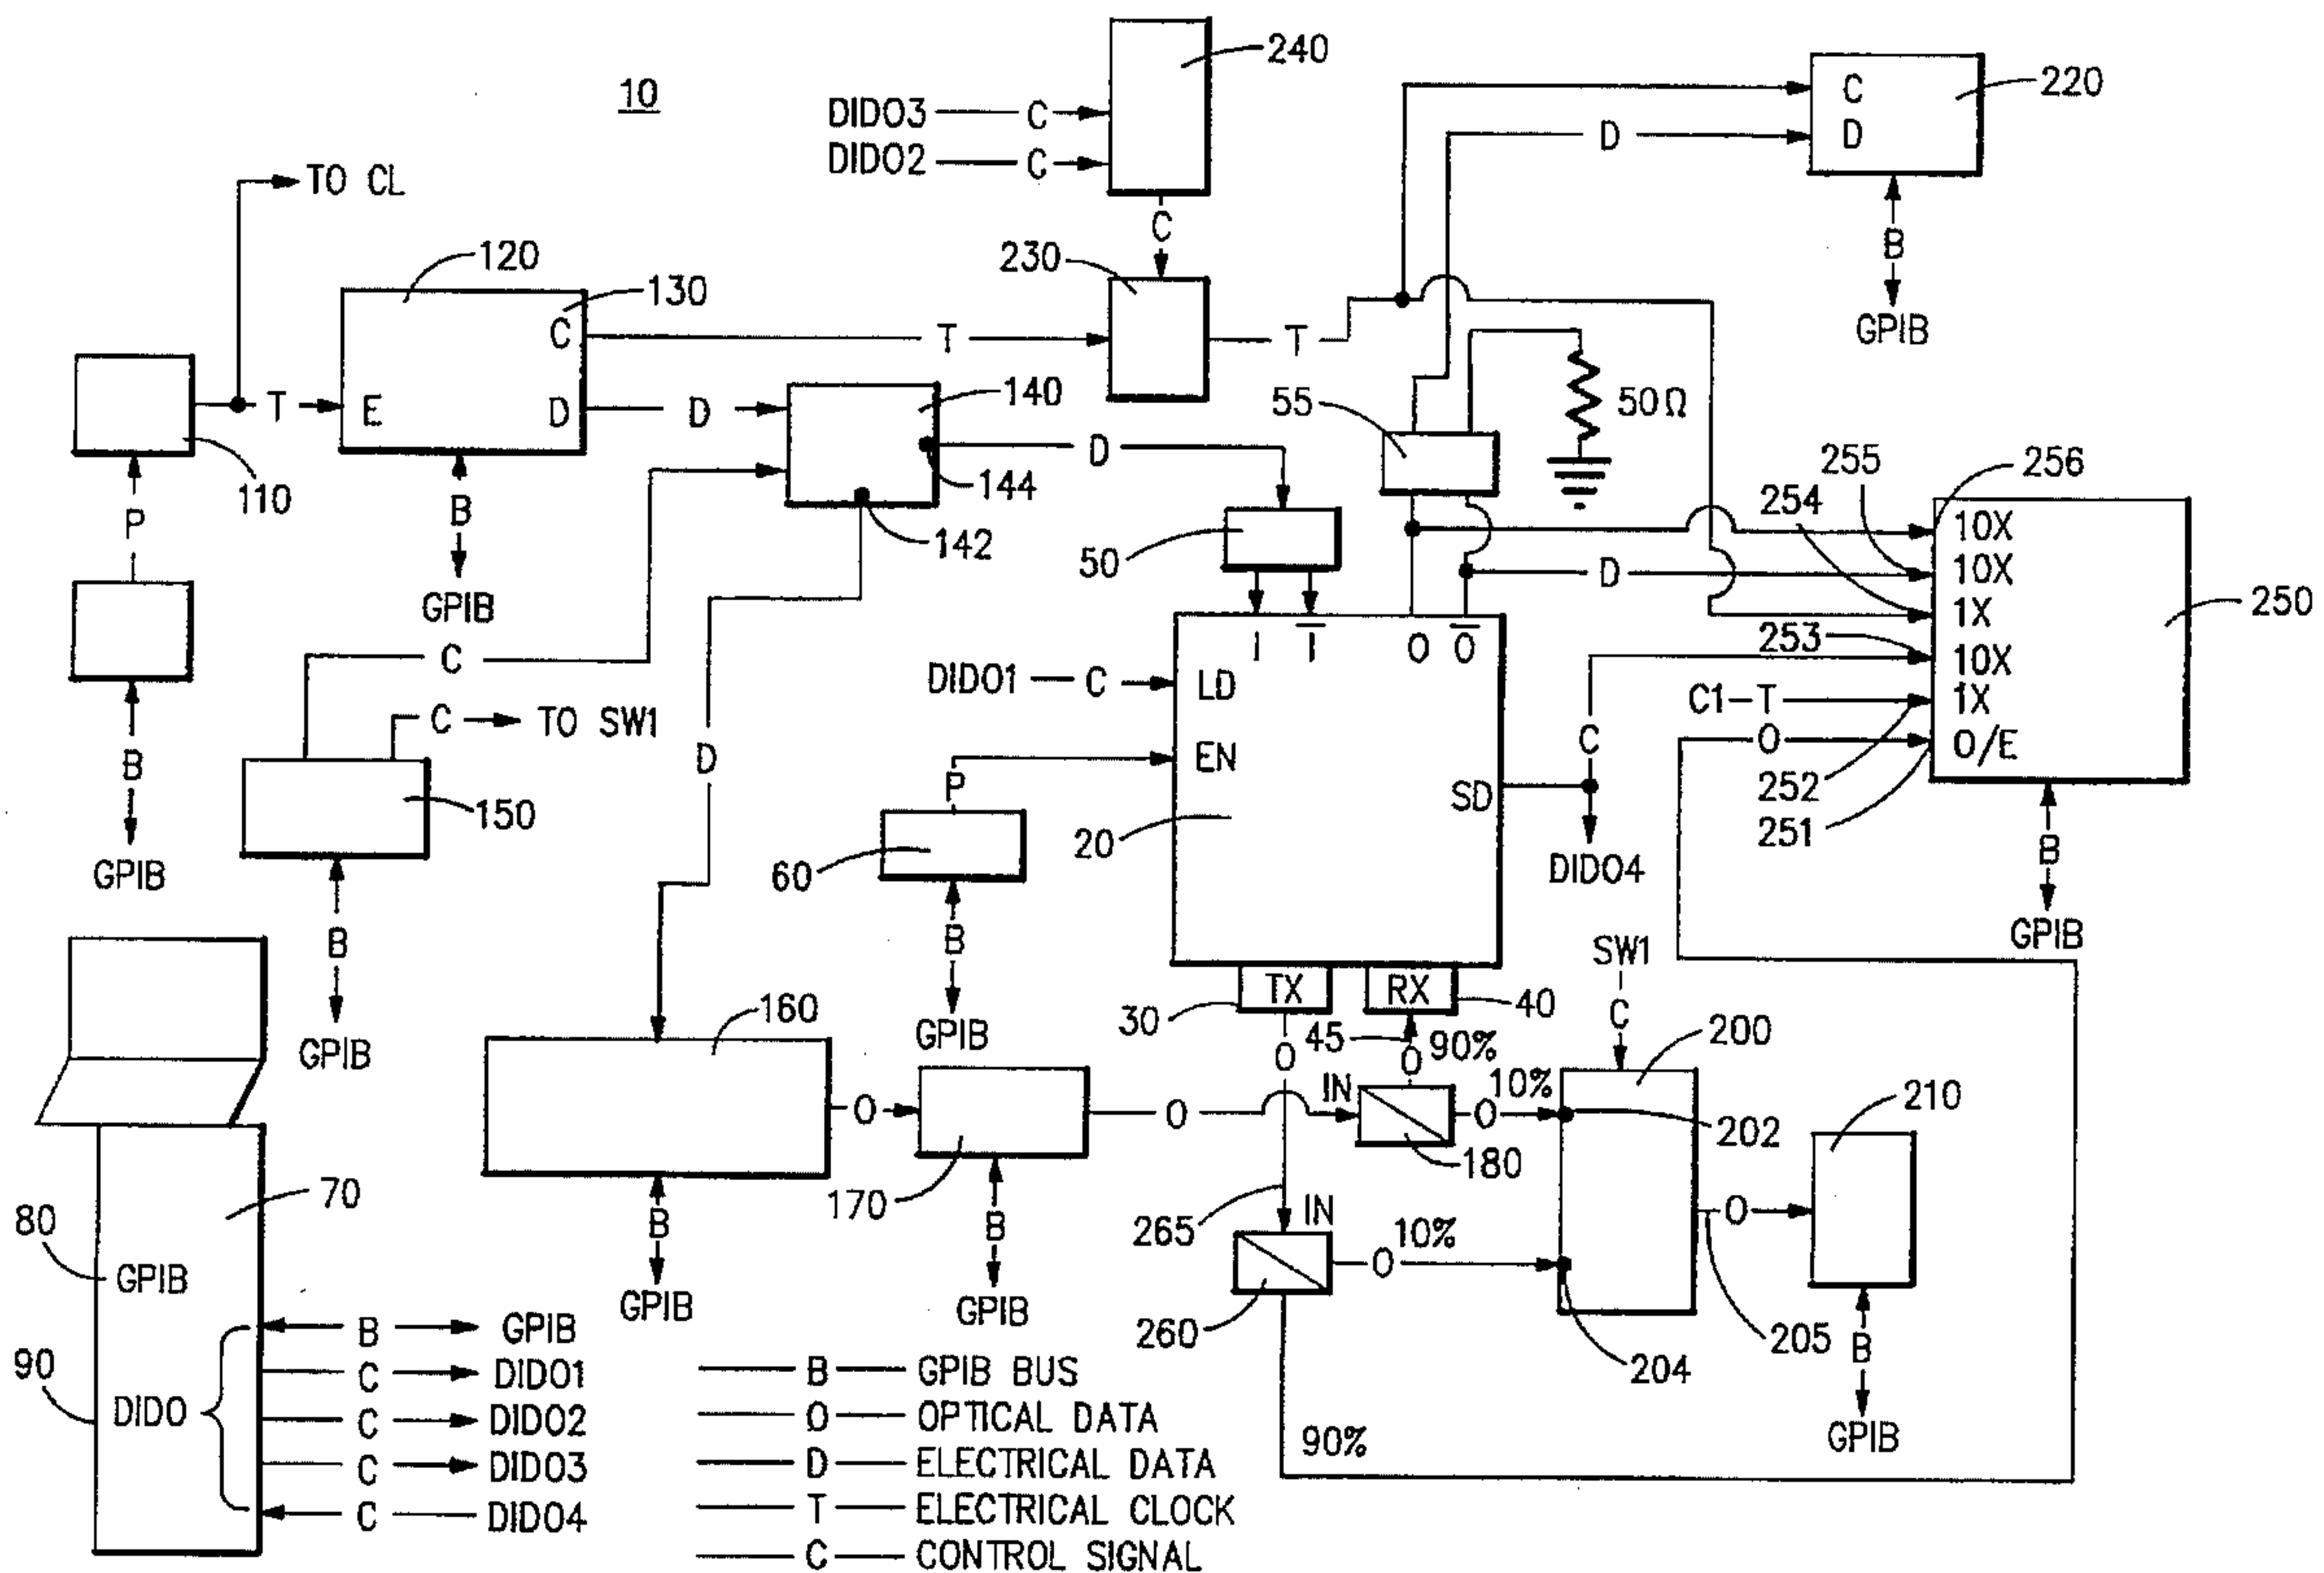 10
240
DIDO3 C
DIDO2 C
C
220
C
D
D
B
GPIB
TO CL
120
130
C
E
D
T
110
P
B
GPIB
B
GPIB
T
230
T
D
140
144
142
D
50
55
50Ω
I I O O
LD
EN
SD
20
DIDO1 C
P
60
B
GPIB
C
TO SW1
C
150
B
GPIB
D
256
255
254
253
252
251
10X
10X
1X
10X
1X
O/E
250
D
C1-T
O
C
DIDO4
B
GPIB
TX
RX
30
40
45
O
O
90%
IN
10%
O
180
SW1
C
200
202
210
O
205
204
B
GPIB
160
O
170
O
B
GPIB
B
GPIB
265
IN
10%
O
260
90%
70
80
GPIB
90
DIDO
B GPIB
C DIDO1
C DIDO2
C DIDO3
C DIDO4
B GPIB BUS
O OPTICAL DATA
D ELECTRICAL DATA
T ELECTRICAL CLOCK
C CONTROL SIGNAL